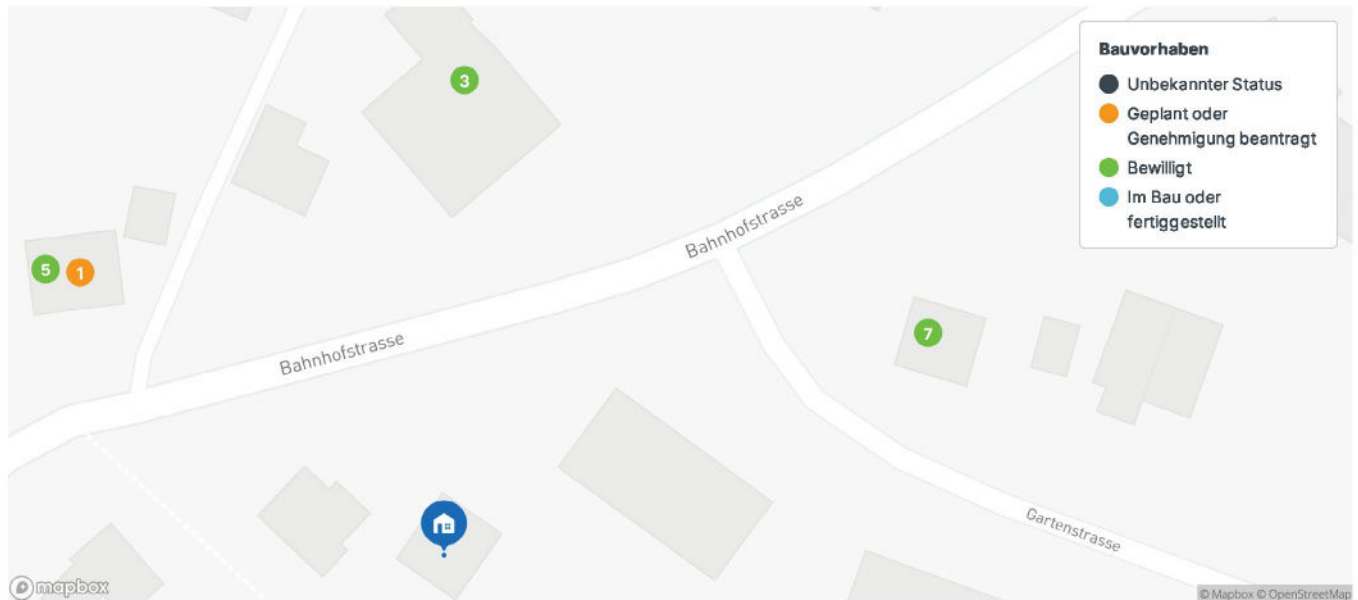 Bauvorhaben
Unbekannter Status
Geplant oder
Genehmigung beantragt
Bewilligt
Im Bau oder
fertiggestellt
3
Bahnhofstrasse
5
1
7
Bahnhofstrasse
Gartenstrasse
mapbox
© Mapbox © OpenStreetMap